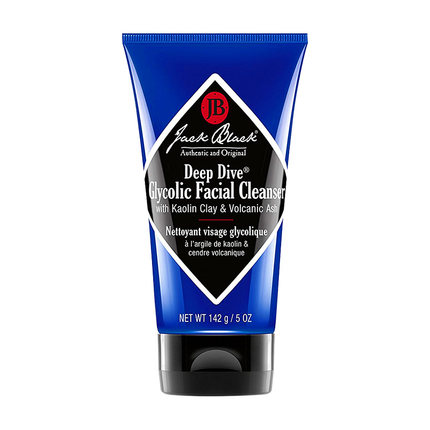 JB
Jack Black®
Authentic and Original
Deep Dive®
Glycolic Facial Cleanser
with Kaolin Clay & Volcanic Ash
Nettoyant visage glycolique
à l'argile de kaolin &
cendre volcanique
NET WT 142 g / 5 OZ